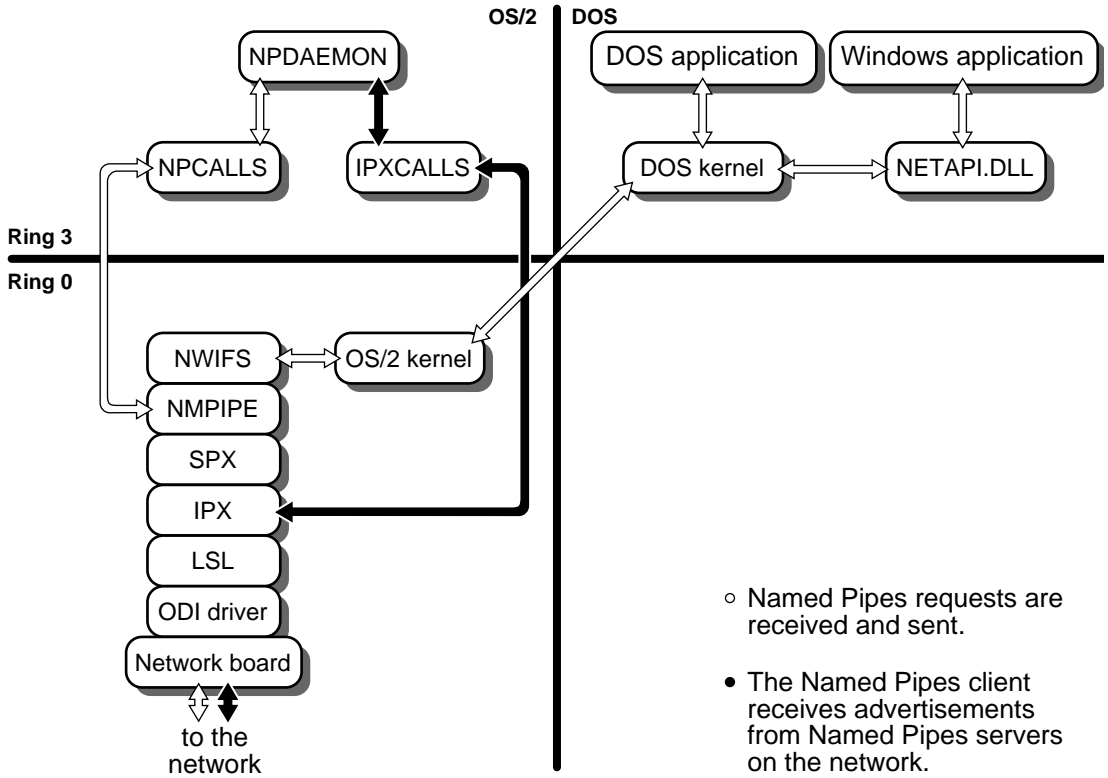 OS/2
DOS
NPDAEMON
DOS application
Windows application
NPCALLS
IPXCALLS
DOS kernel
NETAPI.DLL
Ring 3
Ring 0
NWIFS
OS/2 kernel
NMPIPE
SPX
IPX
LSL
ODI driver
Network board
to the
network
Named Pipes requests are
received and sent.
The Named Pipes client
receives advertisements
from Named Pipes servers
on the network.